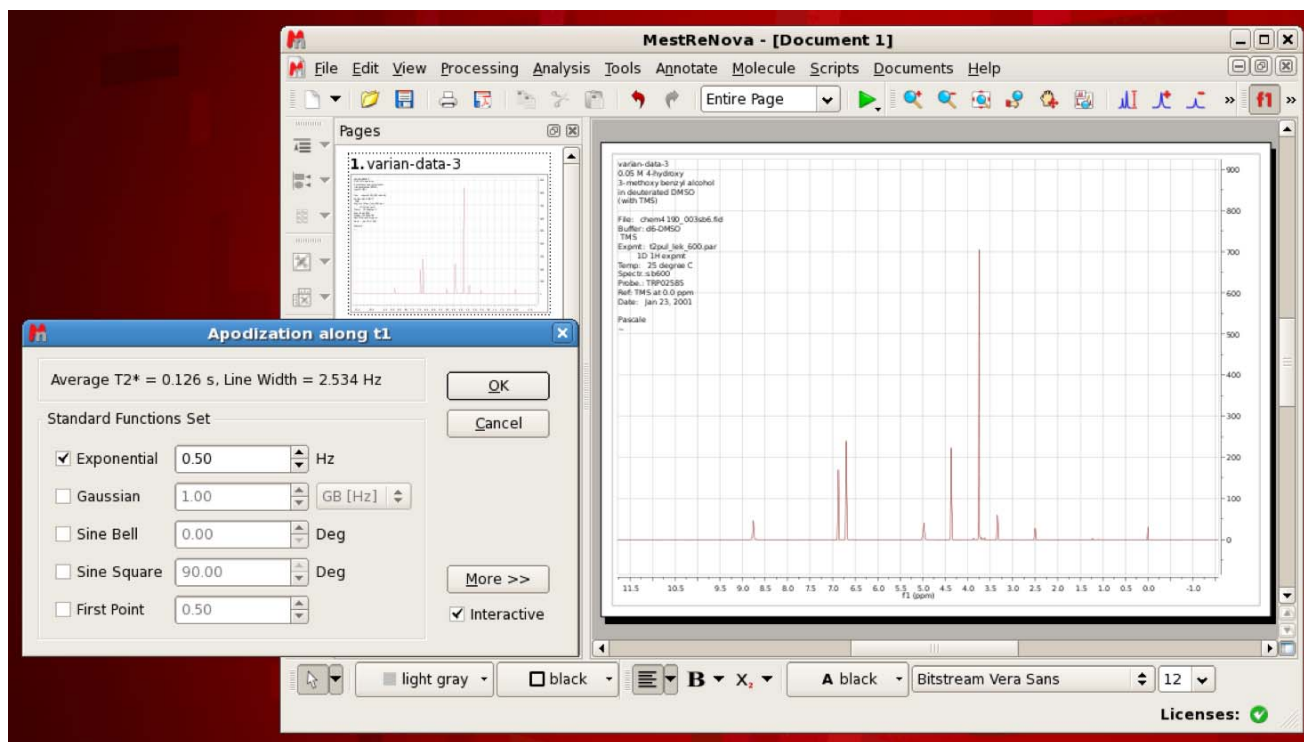 MestReNova - [Document 1]
File Edit View Processing Analysis Tools Annotate Molecule Scripts Documents Help
Entire Page » f1 »
Pages
1. varian-data-3
varian-data-3
0.05 M 4-hydroxy
3-methoxy benzyl alcohol
in deuterated DMSO
(with TMS)
File: chem4190_003sb6.fid
Buffer: d6-DMSO
TMS
Expmt: t2pul_lek_600.par
1D 1H expmt
Temp: 25 degree C
Spectr.:sb600
Probe.: TRP02585
Ref: TMS at 0.0 ppm
Date: Jan 23, 2001
Pascale
~
900
800
700
600
500
400
300
200
100
0
11.5 10.5 9.5 9.0 8.5 8.0 7.5 7.0 6.5 6.0 5.5 5.0 4.5 4.0 3.5 3.0 2.5 2.0 1.5 1.0 0.5 0.0 -1.0
f1 (ppm)
Apodization along t1
Average T2* = 0.126 s, Line Width = 2.534 Hz
OK
Standard Functions Set
Cancel
Exponential 0.50 Hz
Gaussian 1.00 GB [Hz]
Sine Bell 0.00 Deg
Sine Square 90.00 Deg
More >>
First Point 0.50
Interactive
light gray black B X₂ A black Bitstream Vera Sans 12
Licenses: